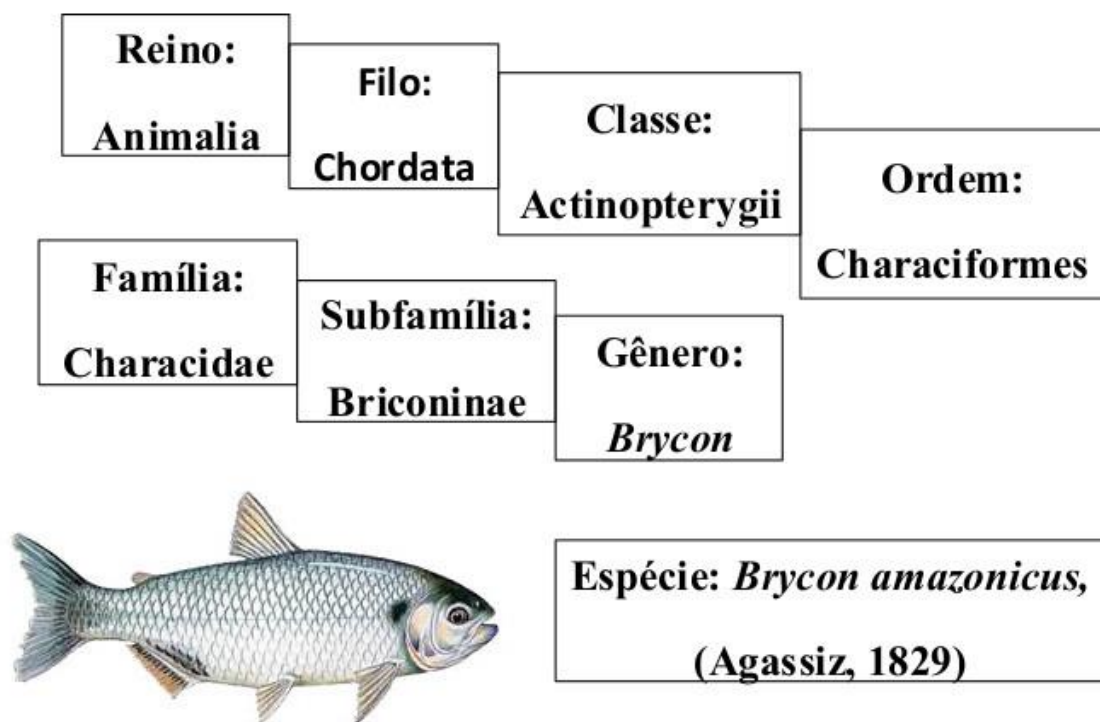 Reino:
Animalia
Filo:
Chordata
Classe:
Actinopterygii
Ordem:
Characiformes
Família:
Characidae
Subfamília:
Briconinae
Gênero:
Brycon
Espécie: Brycon amazonicus,
(Agassiz, 1829)